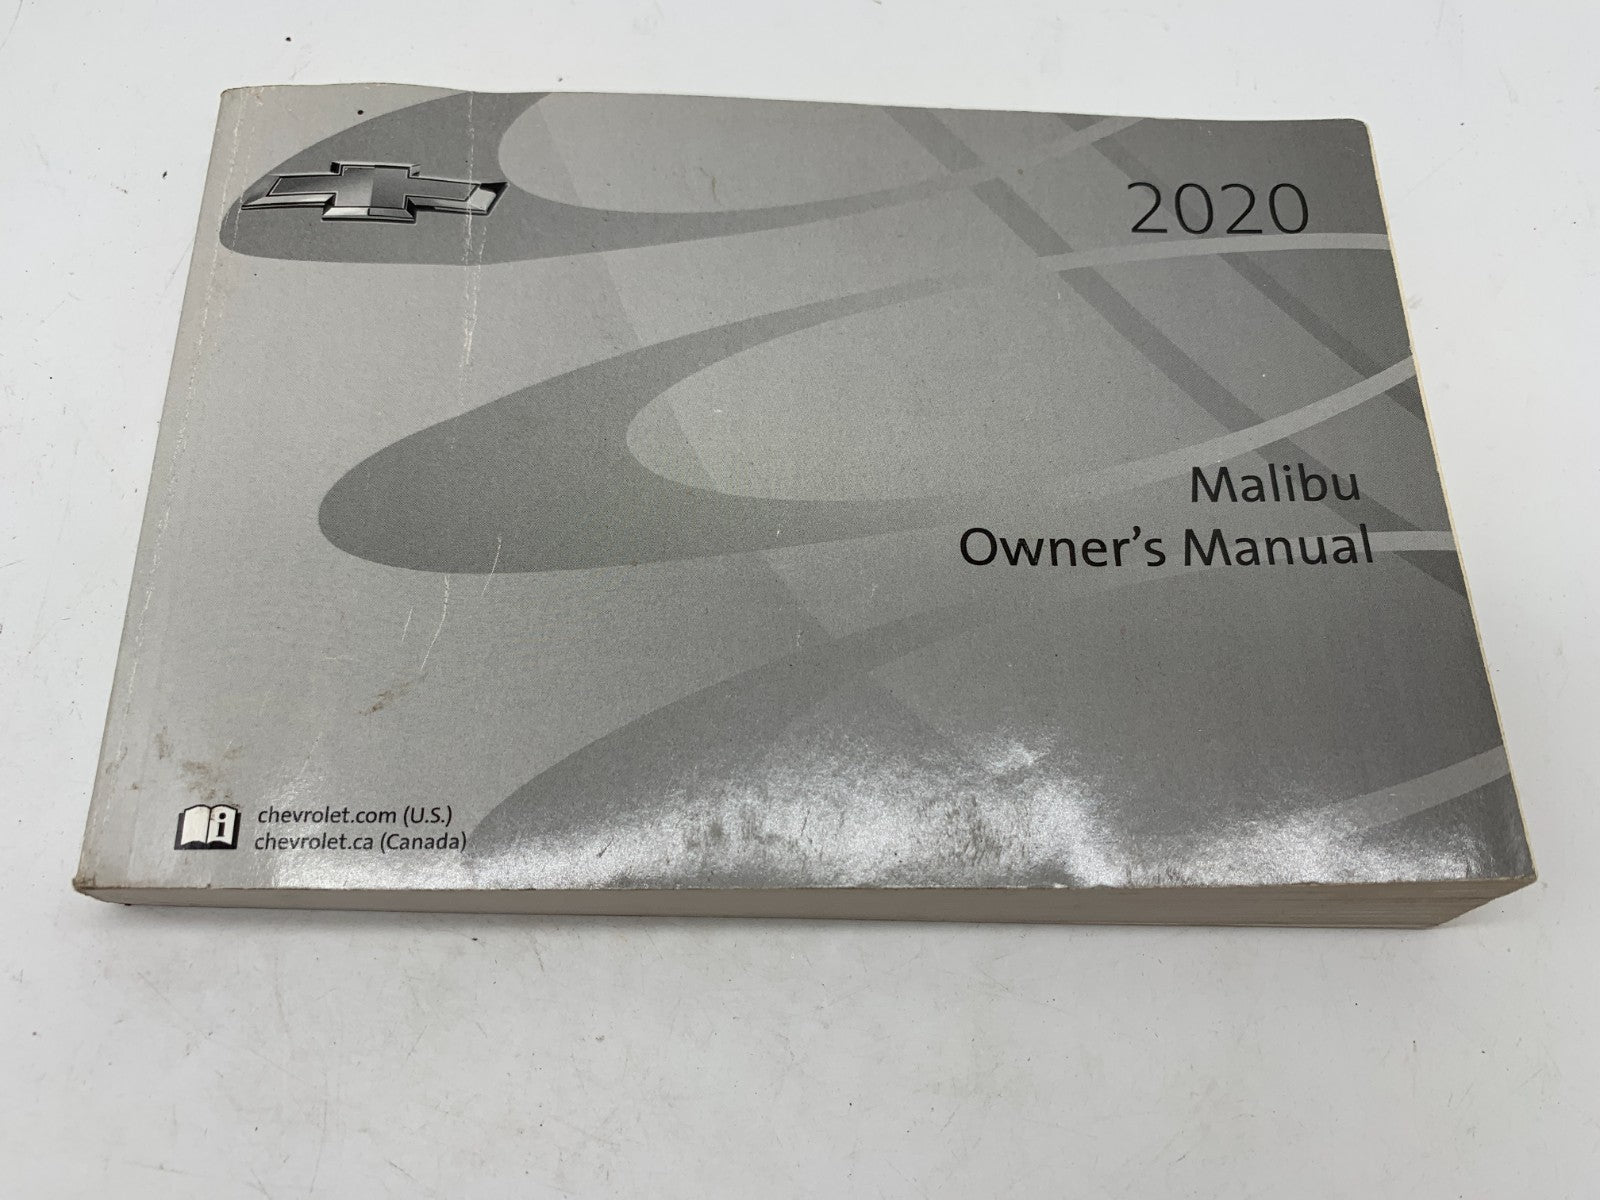 2020
Malibu
Owner's Manual
chevrolet.com (U.S.)
chevrolet.ca (Canada)